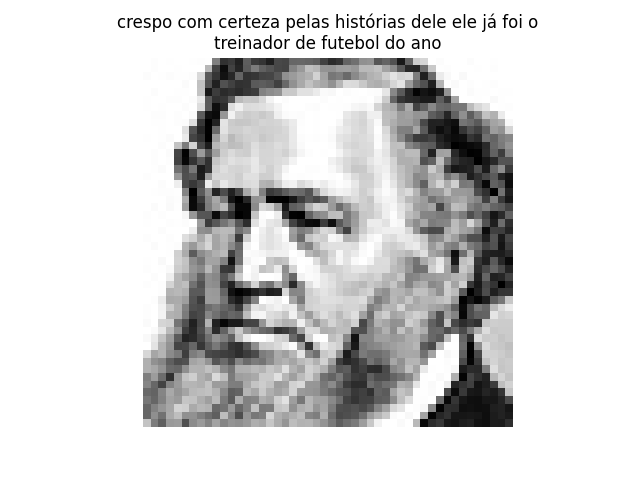 crespo com certeza pelas histórias dele ele já foi o
treinador de futebol do ano